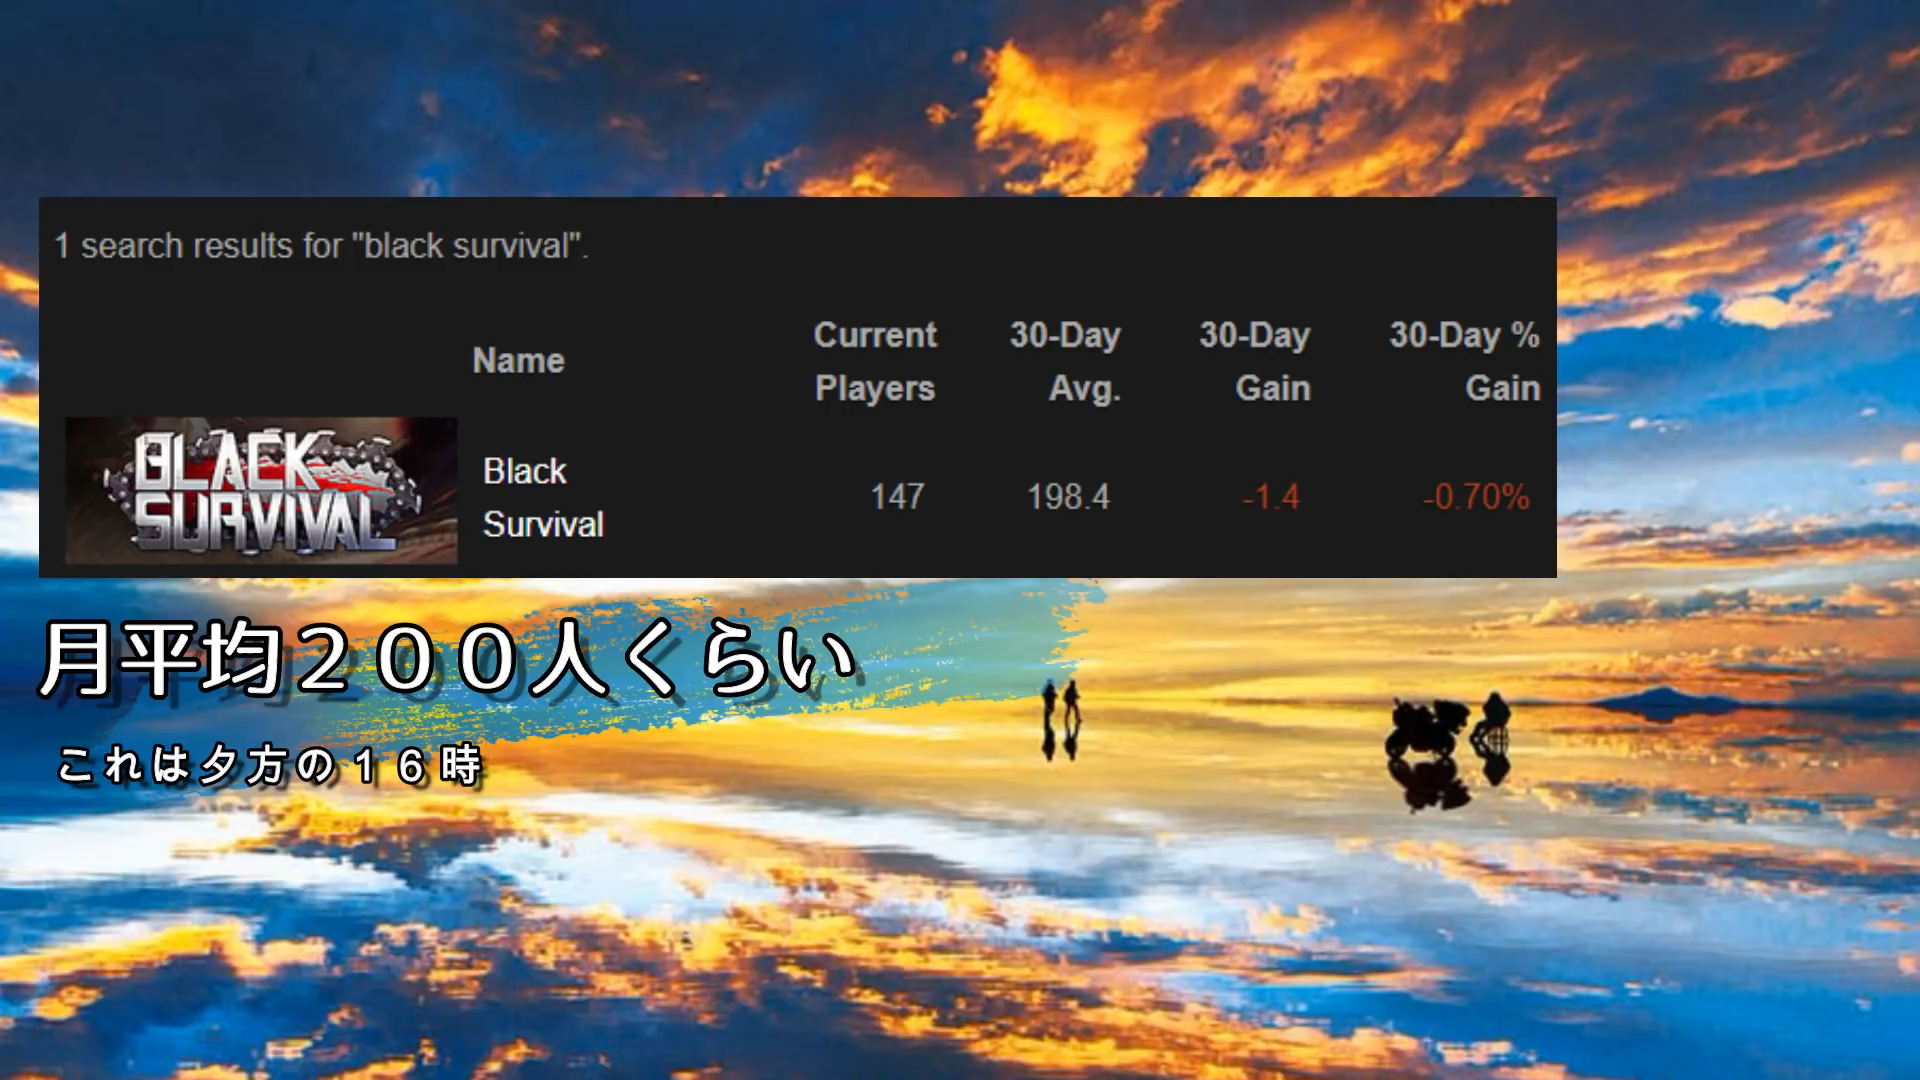 1 search results for "black survival".
Name
Current Players
30-Day Avg.
30-Day Gain
30-Day % Gain
BLACK
SURVIVAL
Black
Survival
147
198.4
-1.4
-0.70%
月平均２００人くらい
これは夕方の１６時